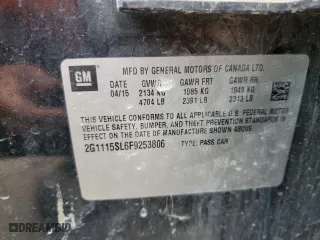 GM
MFD BY GENERAL MOTORS OF CANADA LTD.
DATE GVWR GAWR FRT GAWR RR
04/15 2134 KG 1085 KG 1049 KG
4704 LB 2391 LB 2313 LB
THIS VEHICLE CONFORMS TO ALL APPLICABLE U.S. FEDERAL MOTOR
VEHICLE SAFETY, BUMPER, AND THEFT PREVENTION STANDARDS IN
EFFECT ON THE DATE OF MANUFACTURE SHOWN ABOVE.
2G1115SL6F9253806 TYPE: PASS CAR
AUTOBIDMASTER